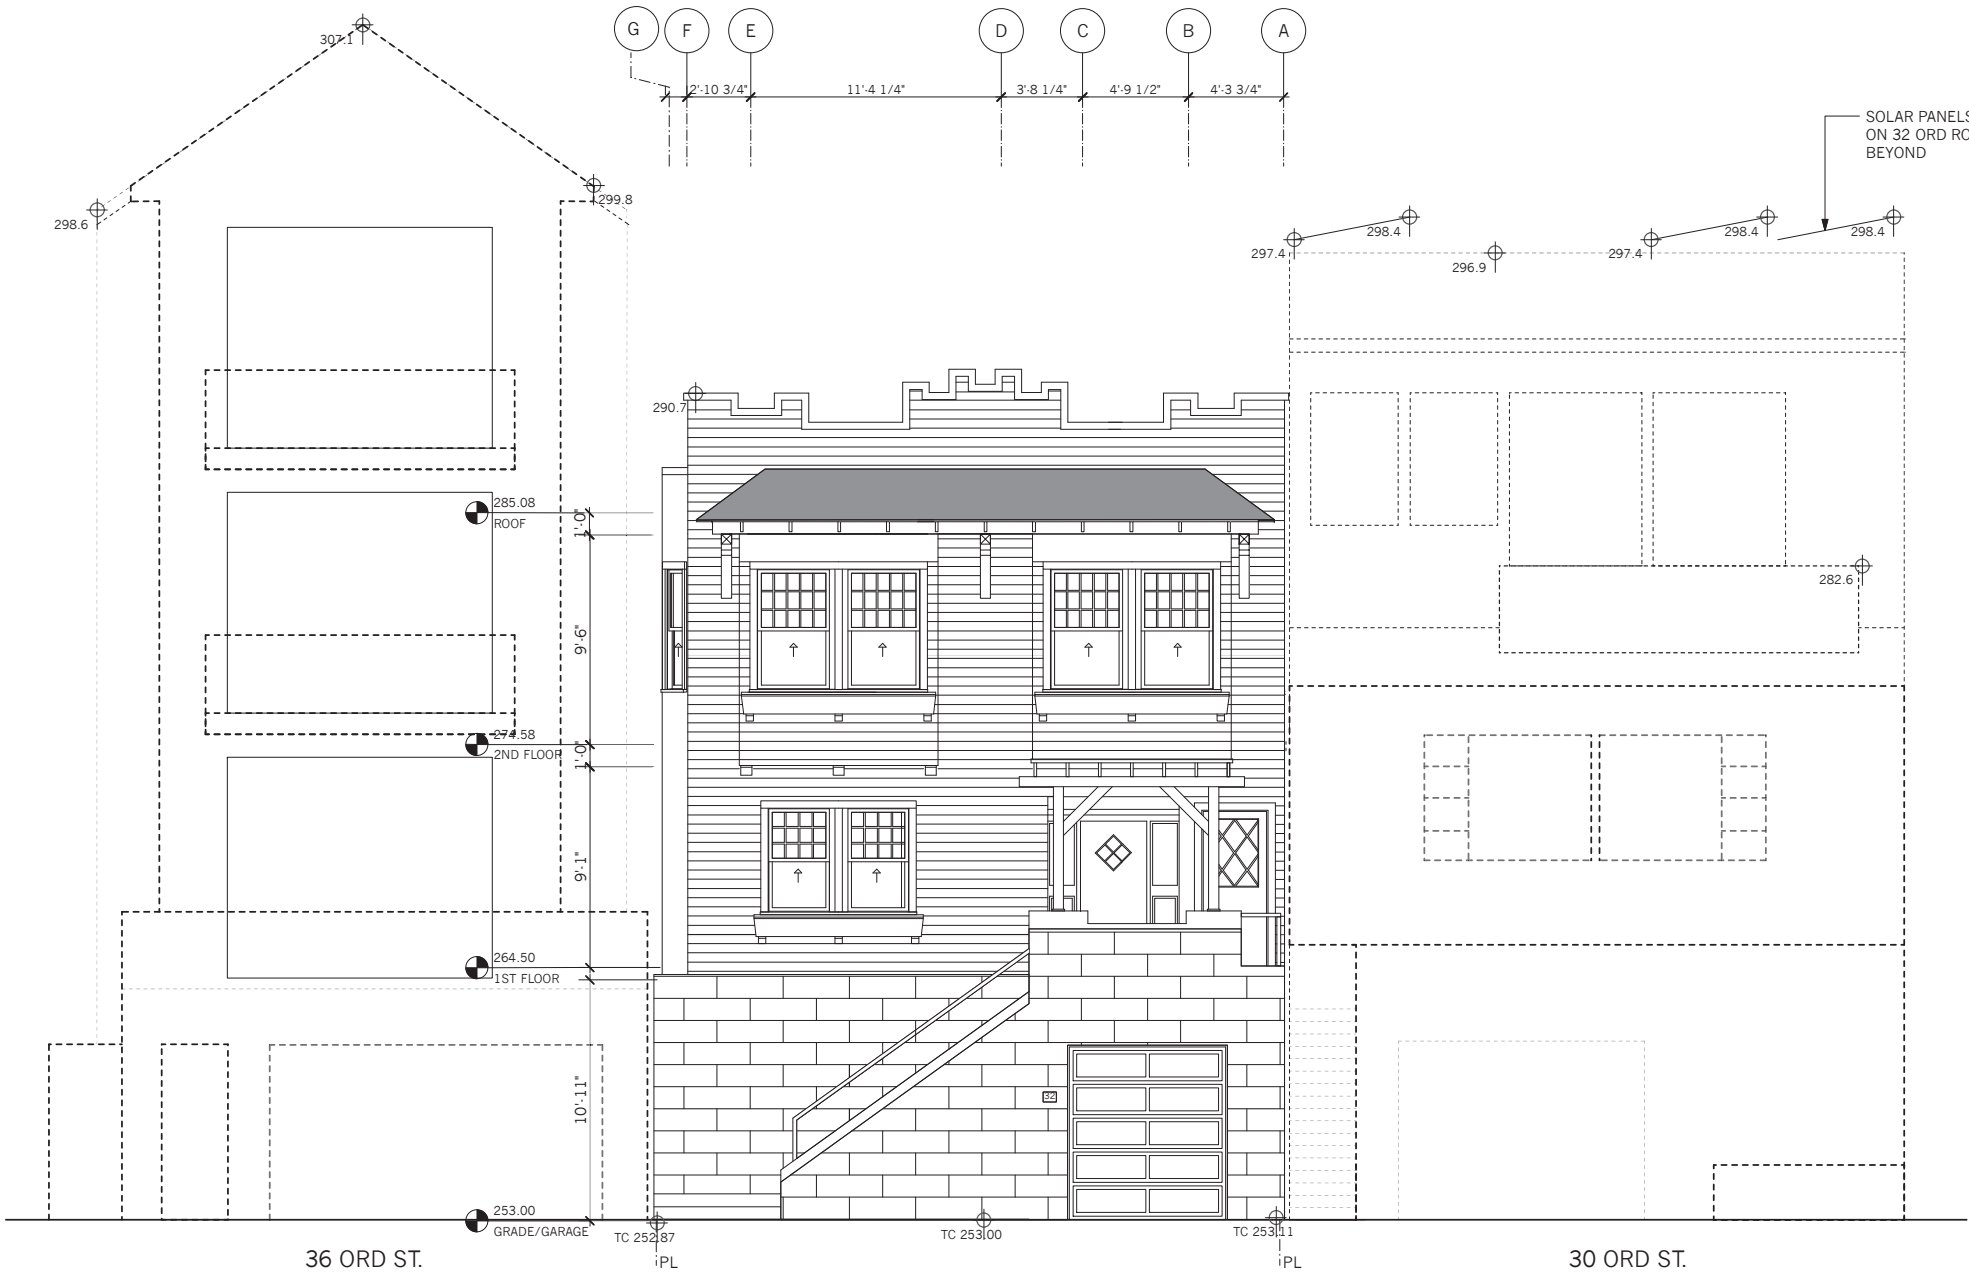 307.1
G F E D C B A
2'-10 3/4" 11'-4 1/4" 3'-8 1/4" 4'-9 1/2" 4'-3 3/4"
SOLAR PANELS
ON 32 ORD RO
BEYOND
299.8
298.6
298.4 298.4 298.4
297.4 296.9 297.4
290.7
285.08
ROOF
1'-0"
282.6
9'-6"
274.58
2ND FLOOR
1'-0"
9'-1"
264.50
1ST FLOOR
10'-11"
32
253.00
GRADE/GARAGE
TC 252.87 TC 253.00 TC 253.11
PL PL
36 ORD ST. 30 ORD ST.